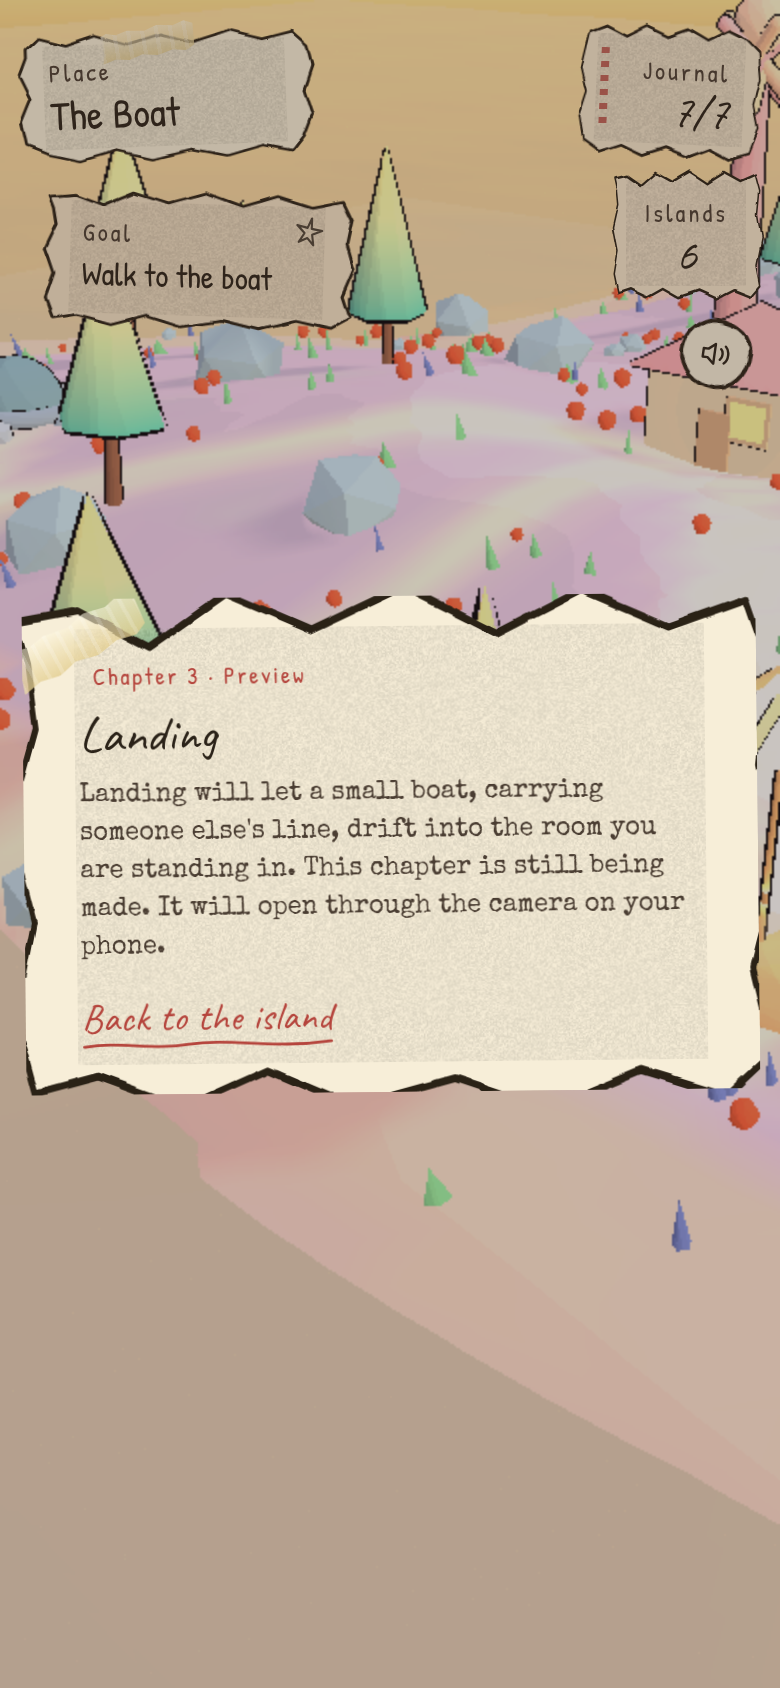 Place
The Boat
Journal
7/7
Goal
Walk to the boat
Islands
6
Chapter 3 · Preview
Landing
Landing will let a small boat, carrying
someone else's line, drift into the room you
are standing in. This chapter is still being
made. It will open through the camera on your
phone.
Back to the island